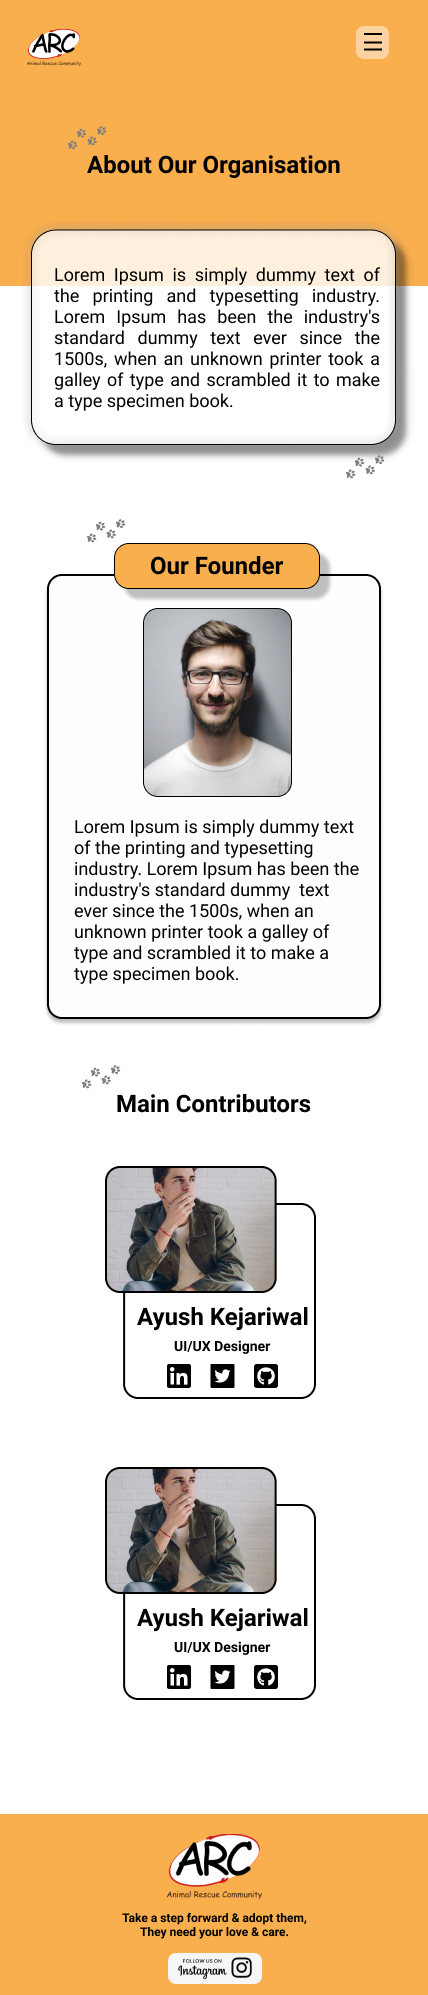 ARC
Animal Rescue Community
About Our Organisation
Lorem Ipsum is simply dummy text of
the printing and typesetting industry.
Lorem Ipsum has been the industry's
standard dummy text ever since the
1500s, when an unknown printer took a
galley of type and scrambled it to make
a type specimen book.
Our Founder
Lorem Ipsum is simply dummy text
of the printing and typesetting
industry. Lorem Ipsum has been the
industry's standard dummy  text
ever since the 1500s, when an
unknown printer took a galley of
type and scrambled it to make a
type specimen book.
Main Contributors
Ayush Kejariwal
UI/UX Designer
in
Ayush Kejariwal
UI/UX Designer
in
ARC
Animal Rescue Community
Take a step forward & adopt them,
They need your love & care.
FOLLOW US ON
Instagram